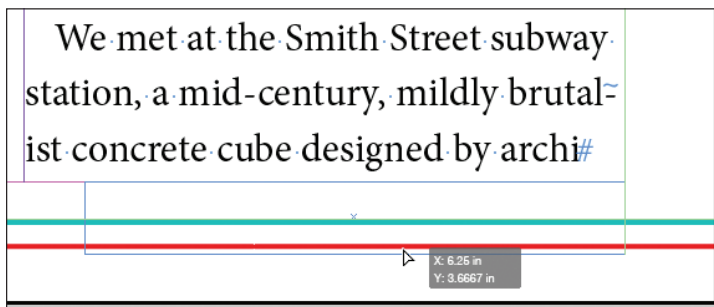 We met at the Smith Street subway
station, a mid-century, mildly brutal-
ist concrete cube designed by archi#
X: 6.25 in
Y: 3.6667 in